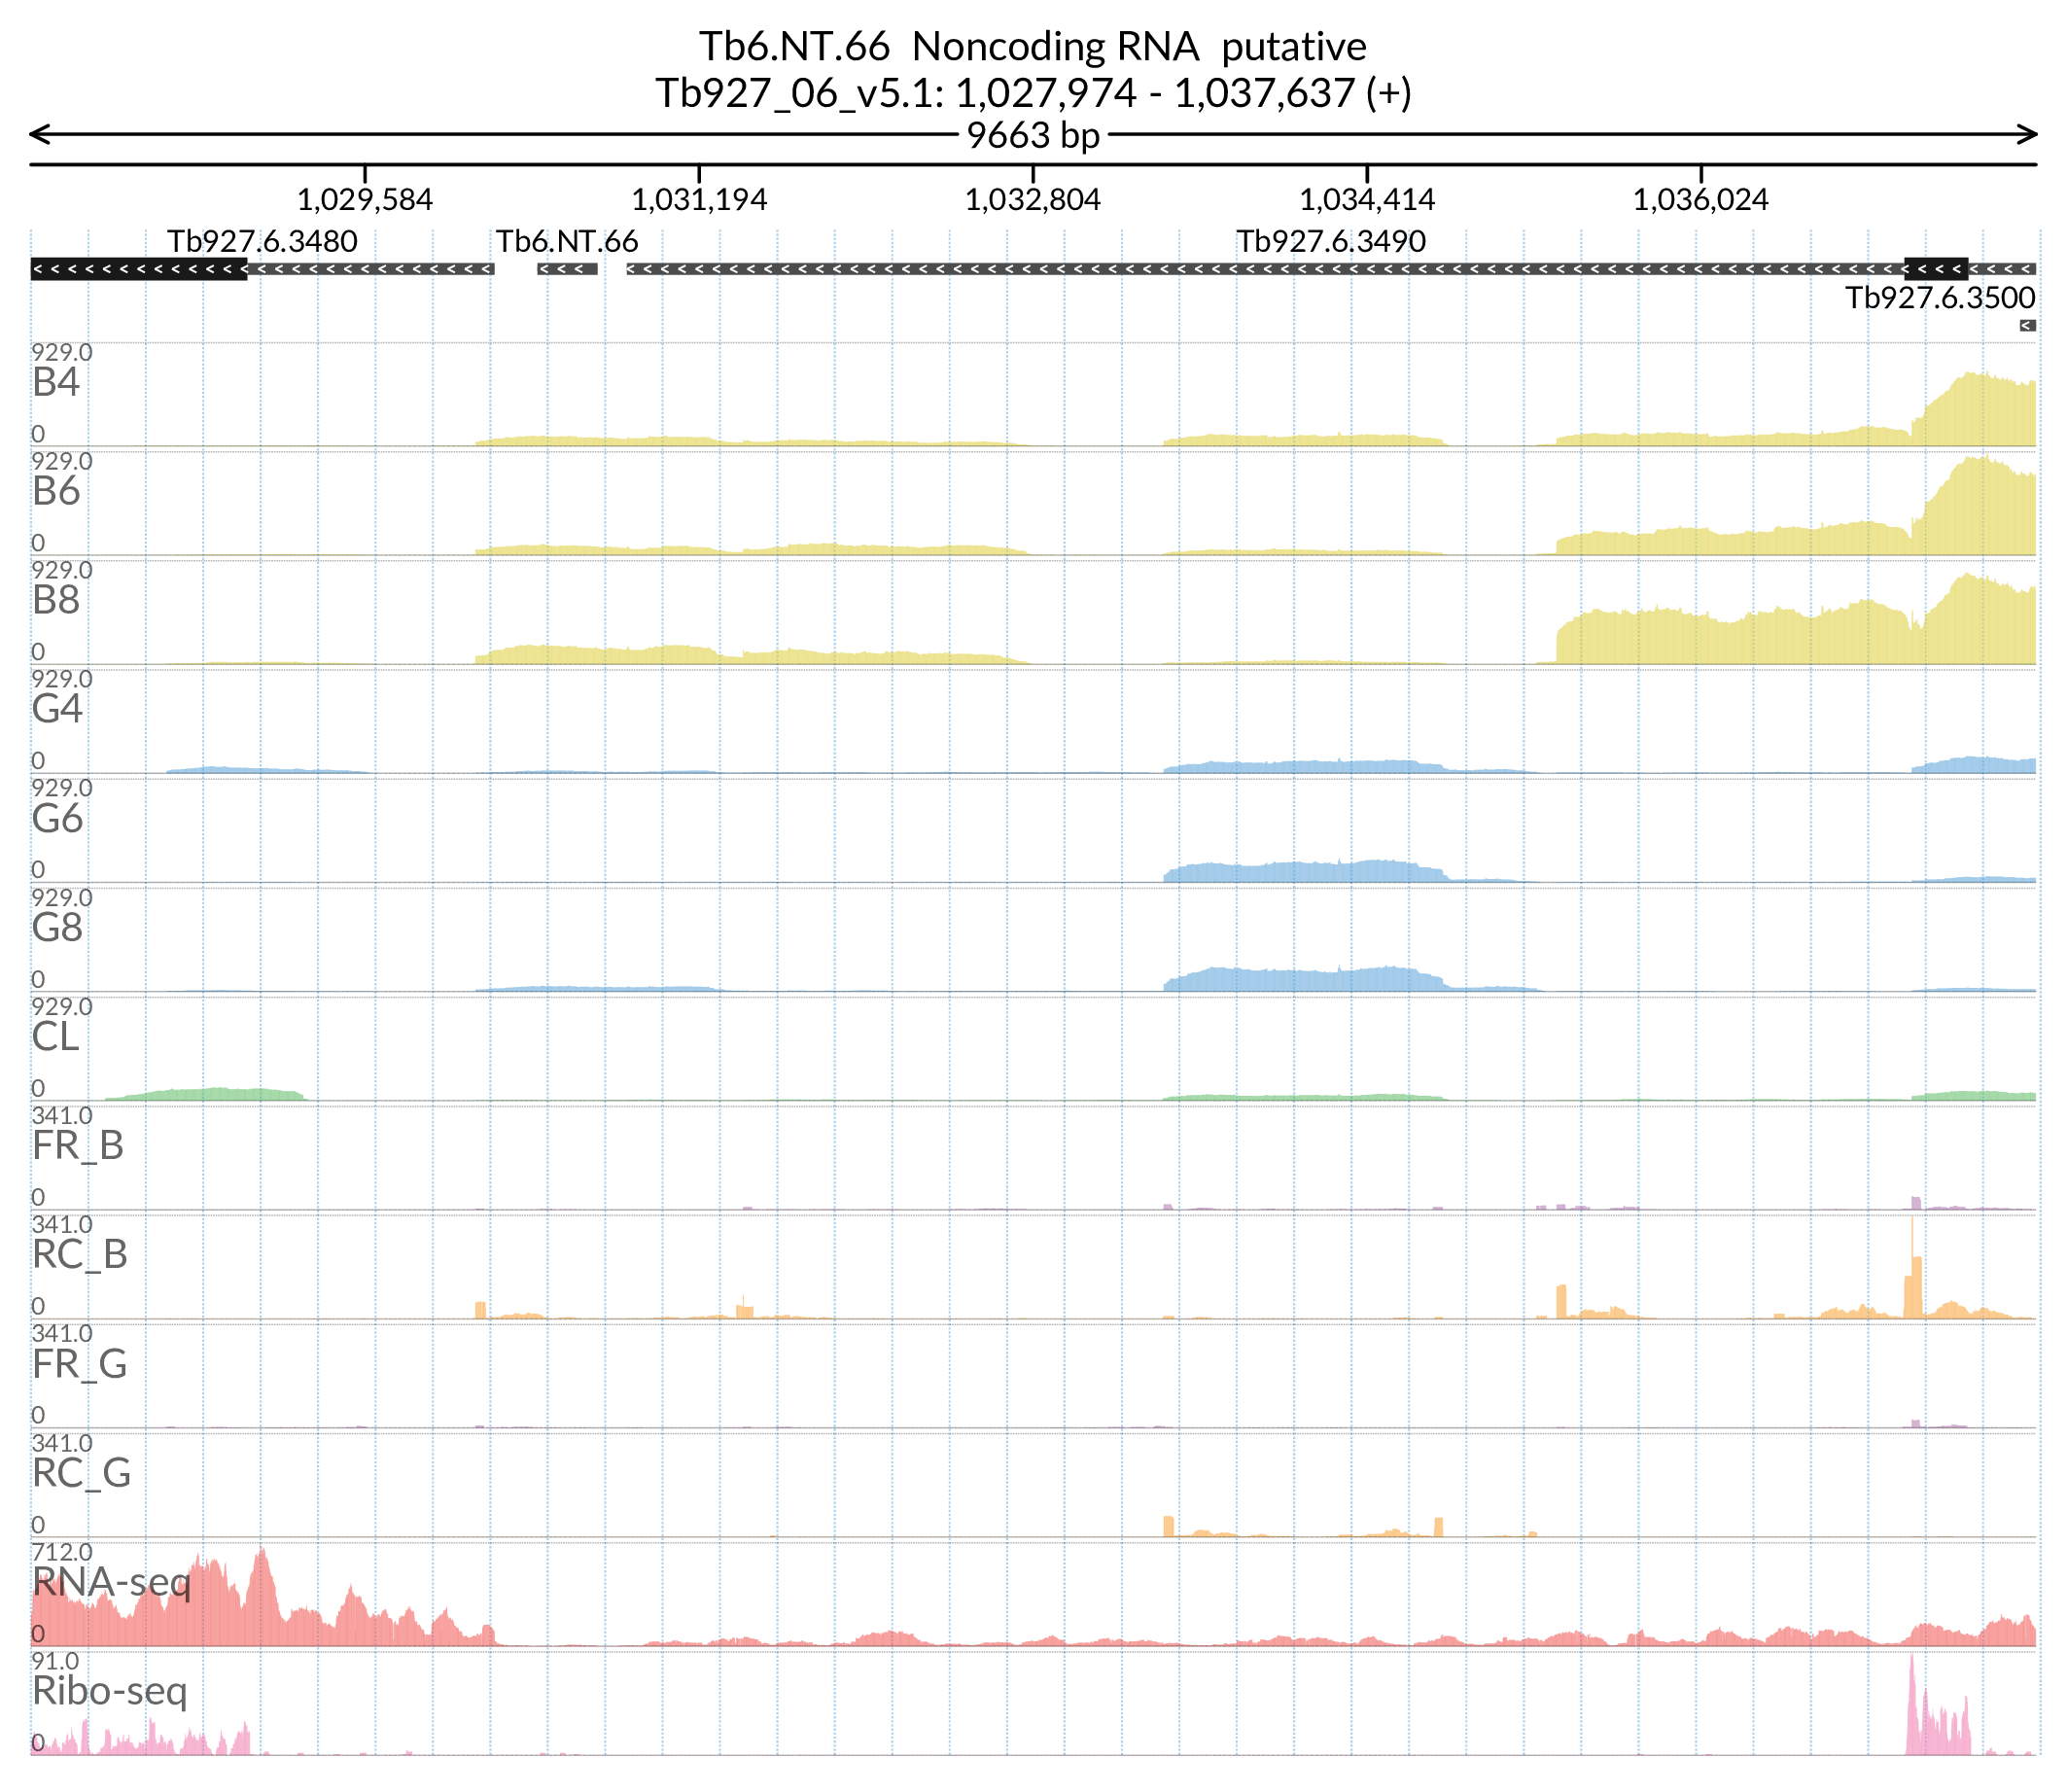 Tb6.NT.66 Noncoding RNA putative
Tb927_06_v5.1: 1,027,974 - 1,037,637 (+)
9663 bp
1,029,584 1,031,194 1,032,804 1,034,414 1,036,024
Tb927.6.3480 Tb6.NT.66 Tb927.6.3490
Tb927.6.3500
929.0
B4
0
929.0
B6
0
929.0
B8
0
929.0
G4
0
929.0
G6
0
929.0
G8
0
929.0
CL
0
341.0
FR_B
0
341.0
RC_B
0
341.0
FR_G
0
341.0
RC_G
0
712.0
RNA-seq
0
91.0
Ribo-seq
0